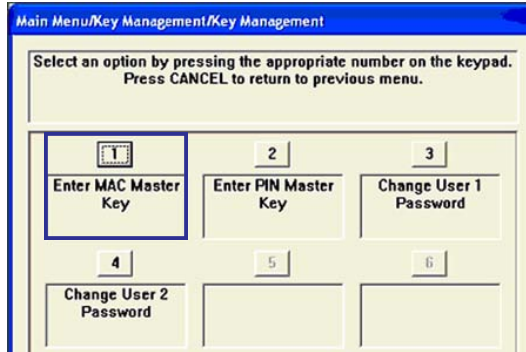 Main Menu/Key Management/Key Management
Select an option by pressing the appropriate number on the keypad.
Press CANCEL to return to previous menu.
1
2
3
Enter MAC Master
Key
Enter PIN Master
Key
Change User 1
Password
4
5
6
Change User 2
Password